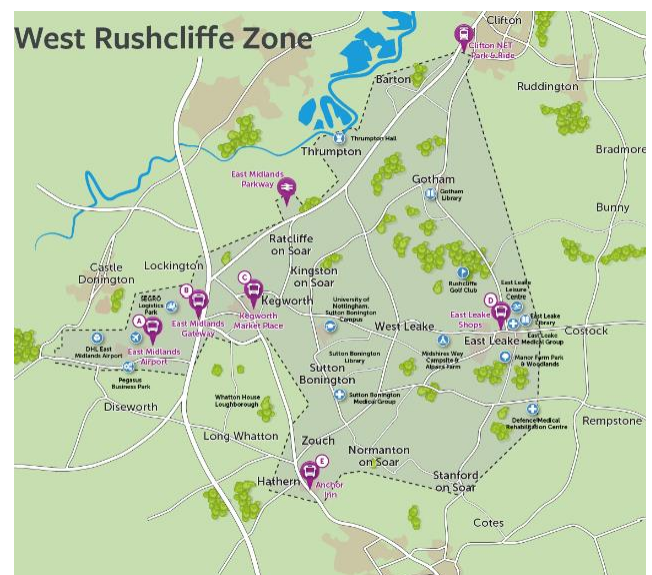 West Rushcliffe Zone
Clifton
Clifton NET
Park & Ride
Barton
Ruddington
Thrumpton Hall
Thrumpton
Bradmore
East Midlands
Parkway
Gotham
Gotham
Library
Bunny
Ratcliffe
on Soar
Castle
Donington
Lockington
Kingston
on Soar
Rushcliffe
Golf Club
East Leake
Leisure
Centre
SEGRO
Logistics
Park
B
C
Kegworth
Kegworth
Market Place
University of
Nottingham,
Sutton Bonington
Campus
D
East Leake
Shops
East Leake
Library
A
East Midlands
Gateway
West Leake
Costock
East Leake
East Leake
Medical Group
DHL East
Midlands Airport
East Midlands
Airport
Sutton Bonington
Library
Midshires Way
Campsite &
Alpaca Farm
Manor Farm Park
& Woodlands
Pegasus
Business Park
Sutton
Bonington
Sutton Bonington
Medical Group
Whatton House
Loughborough
Diseworth
Defence Medical
Rehabilitation Centre
Rempstone
Long Whatton
Zouch
Normanton
on Soar
E
Hathern
Anchor
Inn
Stanford
on Soar
Cotes